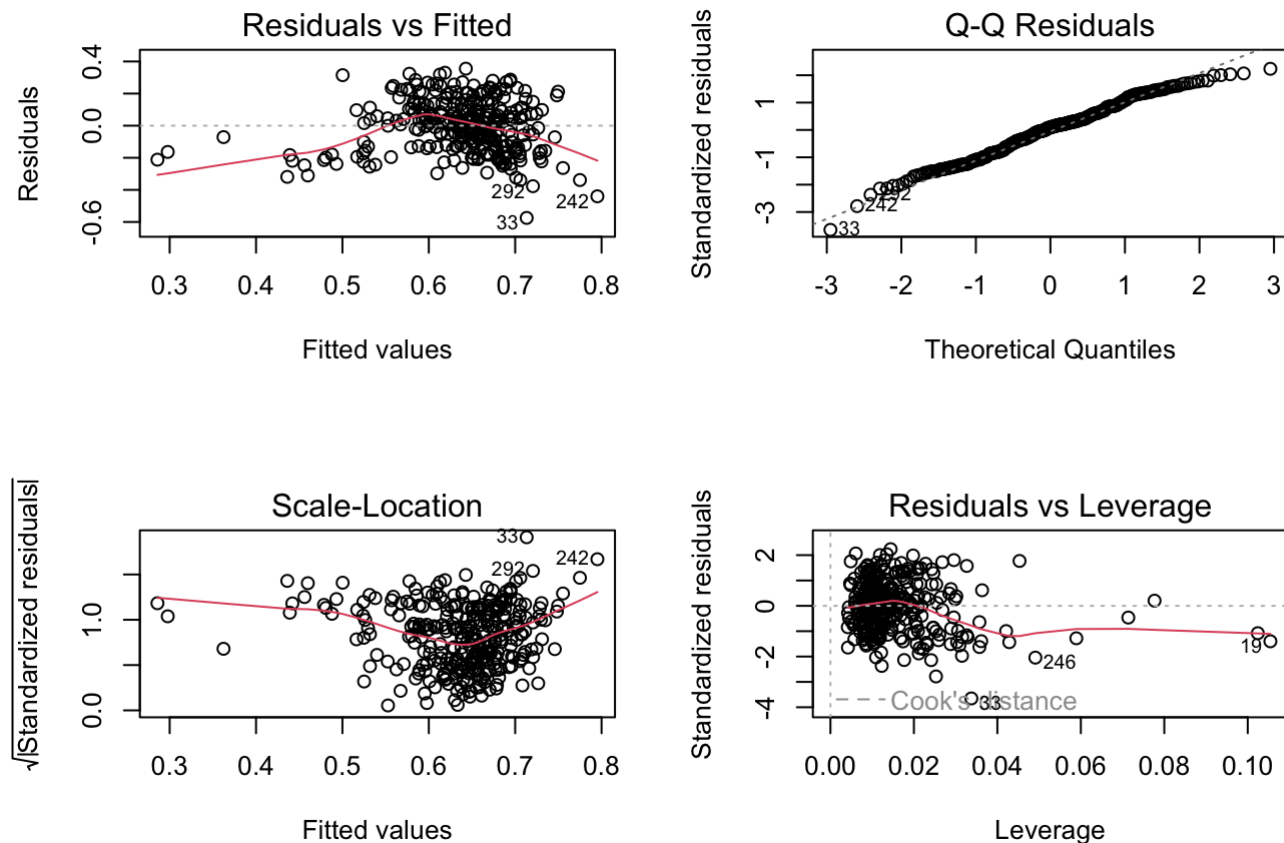 Residuals vs Fitted
Residuals
0.4
0.0
-0.6
292
242
33
0.3 0.4 0.5 0.6 0.7 0.8
Fitted values
Q-Q Residuals
Standardized residuals
1
-1
-3
292
242
33
-3 -2 -1 0 1 2 3
Theoretical Quantiles
Scale-Location
√|Standardized residuals|
1.0
0.0
33
242
292
0.3 0.4 0.5 0.6 0.7 0.8
Fitted values
Residuals vs Leverage
Standardized residuals
2
0
-2
-4
19
246
Cook's distance
33
0.00 0.02 0.04 0.06 0.08 0.10
Leverage